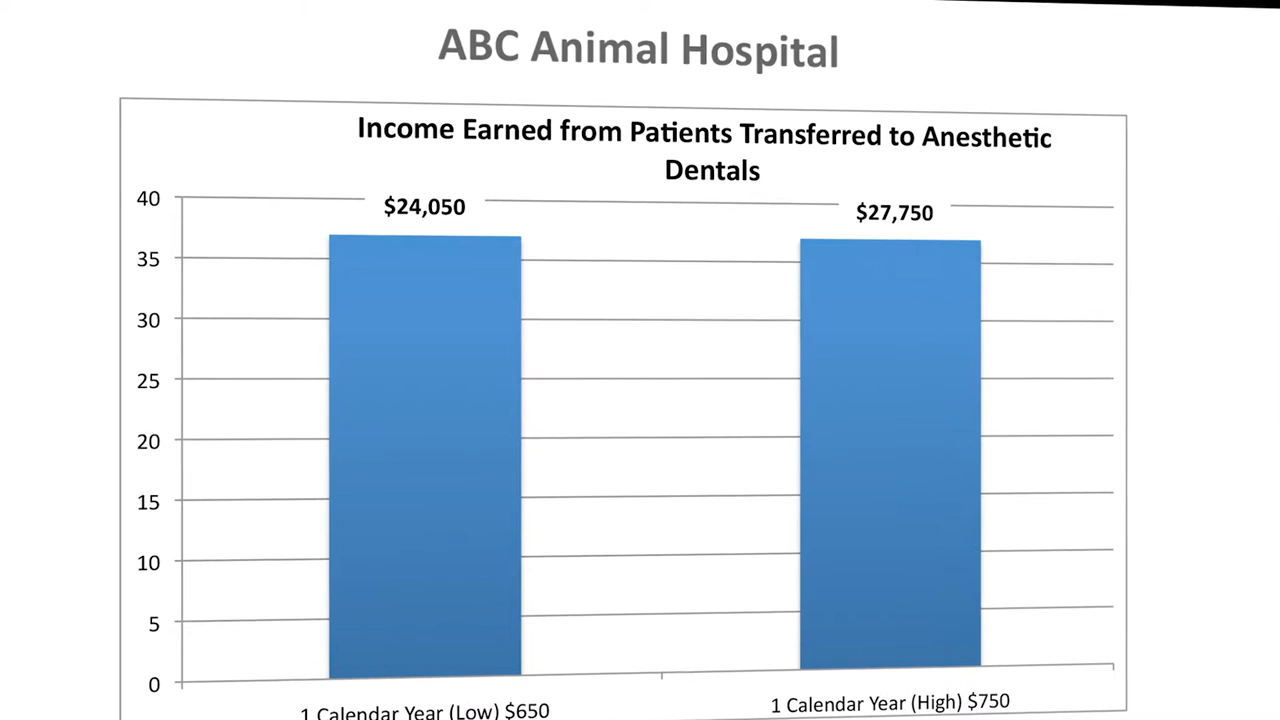 ABC Animal Hospital
Income Earned from Patients Transferred to Anesthetic
Dentals
40
$24,050
$27,750
35
30
25
20
15
10
5
0
1 Calendar Year (Low) $650
1 Calendar Year (High) $750